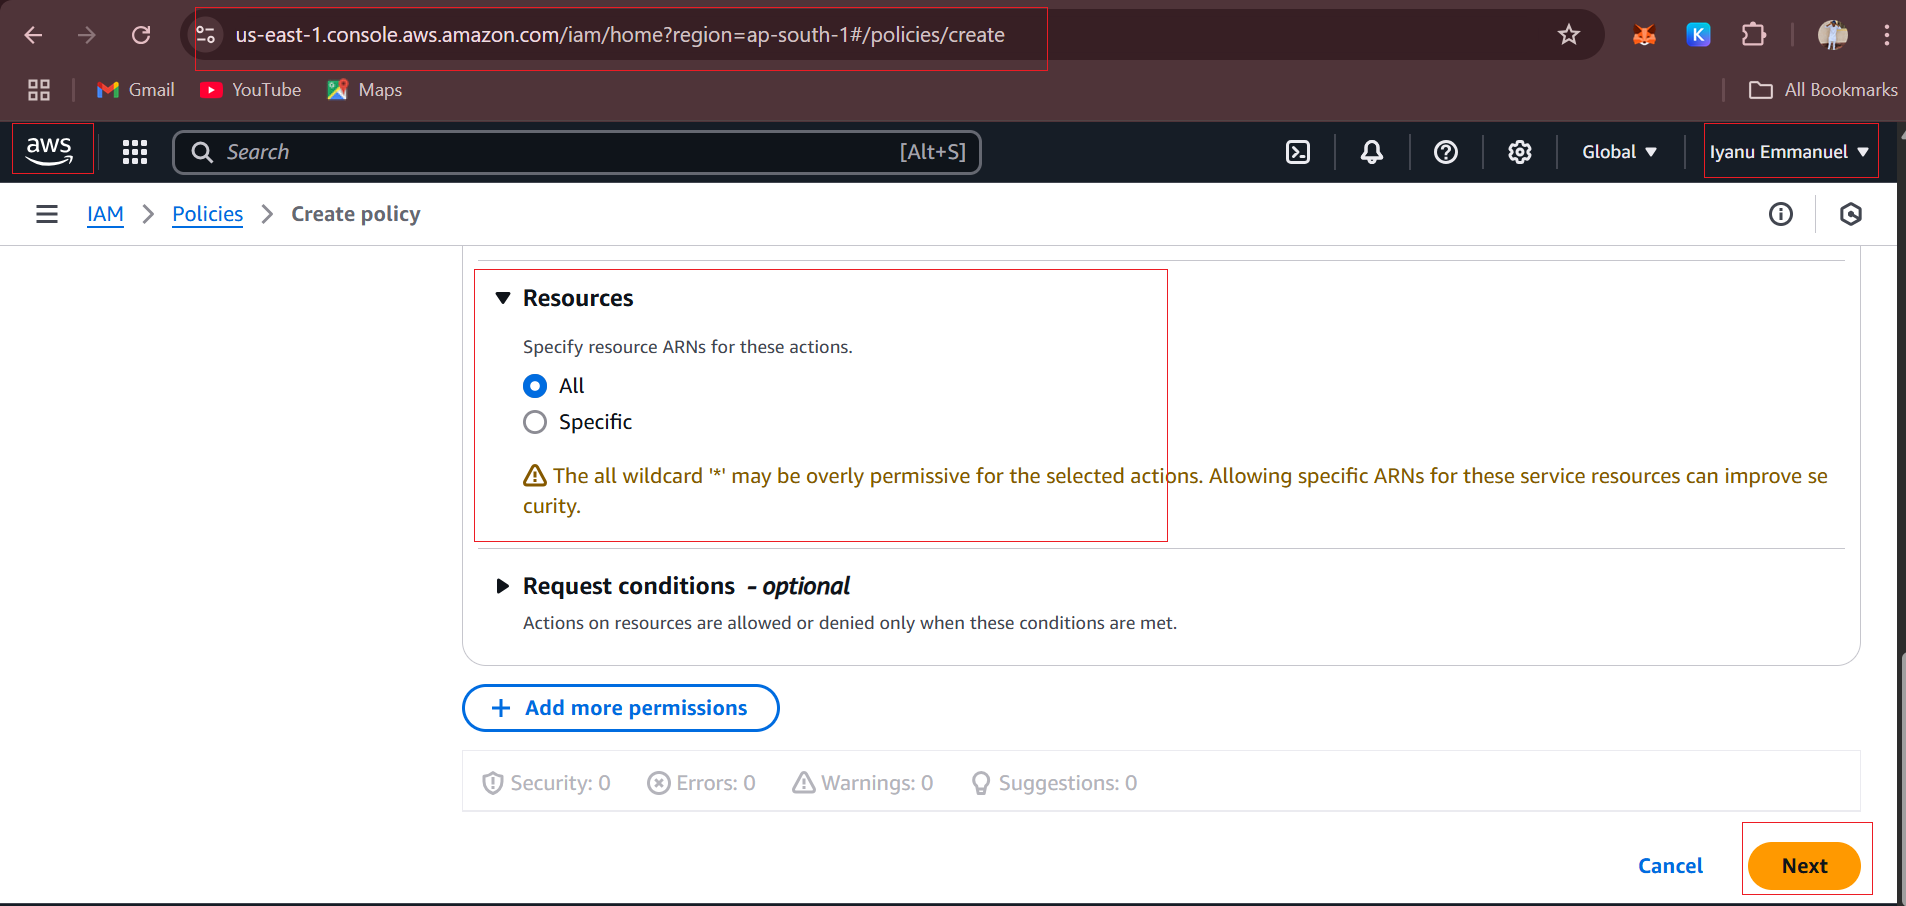 us-east-1.console.aws.amazon.com/iam/home?region=ap-south-1#/policies/create
K
Gmail
YouTube
Maps
All Bookmarks
aws
Search
[Alt+S]
Global
Iyanu Emmanuel
IAM
Policies
Create policy
Resources
Specify resource ARNs for these actions.
All
Specific
The all wildcard '*' may be overly permissive for the selected actions. Allowing specific ARNs for these service resources can improve se
curity.
Request conditions - optional
Actions on resources are allowed or denied only when these conditions are met.
+ Add more permissions
Security: 0
Errors: 0
Warnings: 0
Suggestions: 0
Cancel
Next